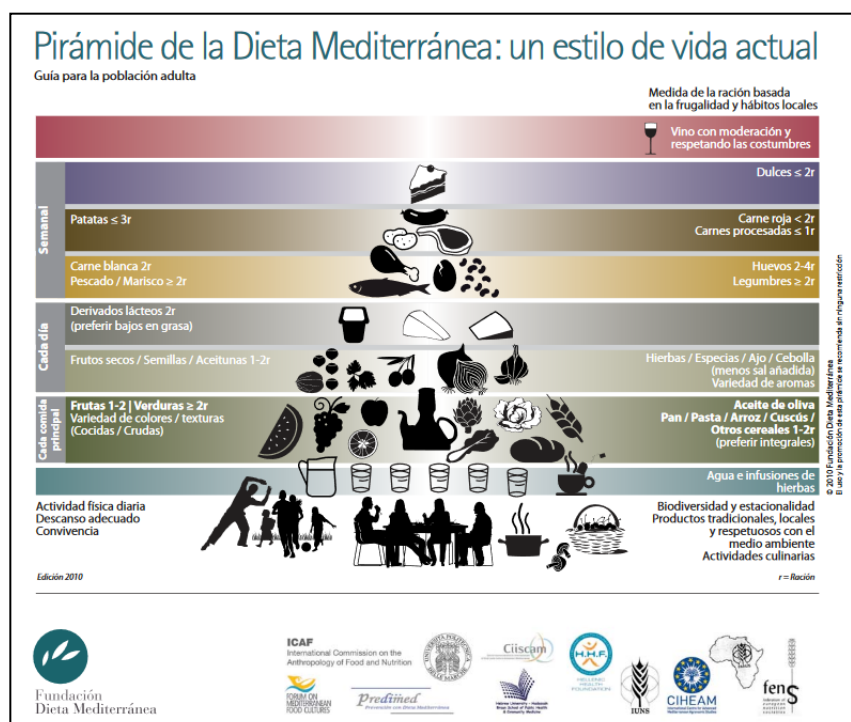 Pirámide de la Dieta Mediterránea: un estilo de vida actual
Guía para la población adulta
Medida de la ración basada
en la frugalidad y hábitos locales
Vino con moderación y
respetando las costumbres
Semanal
Dulces ≤ 2r
Patatas ≤ 3r
Carne roja < 2r
Carnes procesadas ≤ 1r
Carne blanca 2r
Pescado / Marisco ≥ 2r
Huevos 2-4r
Legumbres ≥ 2r
Cada día
Derivados lácteos 2r
(preferir bajos en grasa)
Frutos secos / Semillas / Aceitunas 1-2r
Hierbas / Especias / Ajo / Cebolla
(menos sal añadida)
Variedad de aromas
Cada comida
principal
Frutas 1-2 | Verduras ≥ 2r
Variedad de colores / texturas
(Cocidas / Crudas)
Aceite de oliva
Pan / Pasta / Arroz / Cuscús /
Otros cereales 1-2r
(preferir integrales)
Agua e infusiones de
hierbas
Actividad física diaria
Descanso adecuado
Convivencia
Biodiversidad y estacionalidad
Productos tradicionales, locales
y respetuosos con el
medio ambiente
Actividades culinarias
© 2010 Fundación Dieta Mediterránea
El uso y la promoción de esta pirámide se recomienda sin ninguna restricción
Edición 2010
r = Ración
Fundación
Dieta Mediterránea
ICAF
International Commission on the
Anthropology of Food and Nutrition
FORUM ON
MEDITERRANEAN
FOOD CULTURES
Predimed
Prevención con Dieta Mediterránea
Ciiscam
H.H.F.
HELLENIC
HEALTH
FOUNDATION
IUNS
CIHEAM
fens